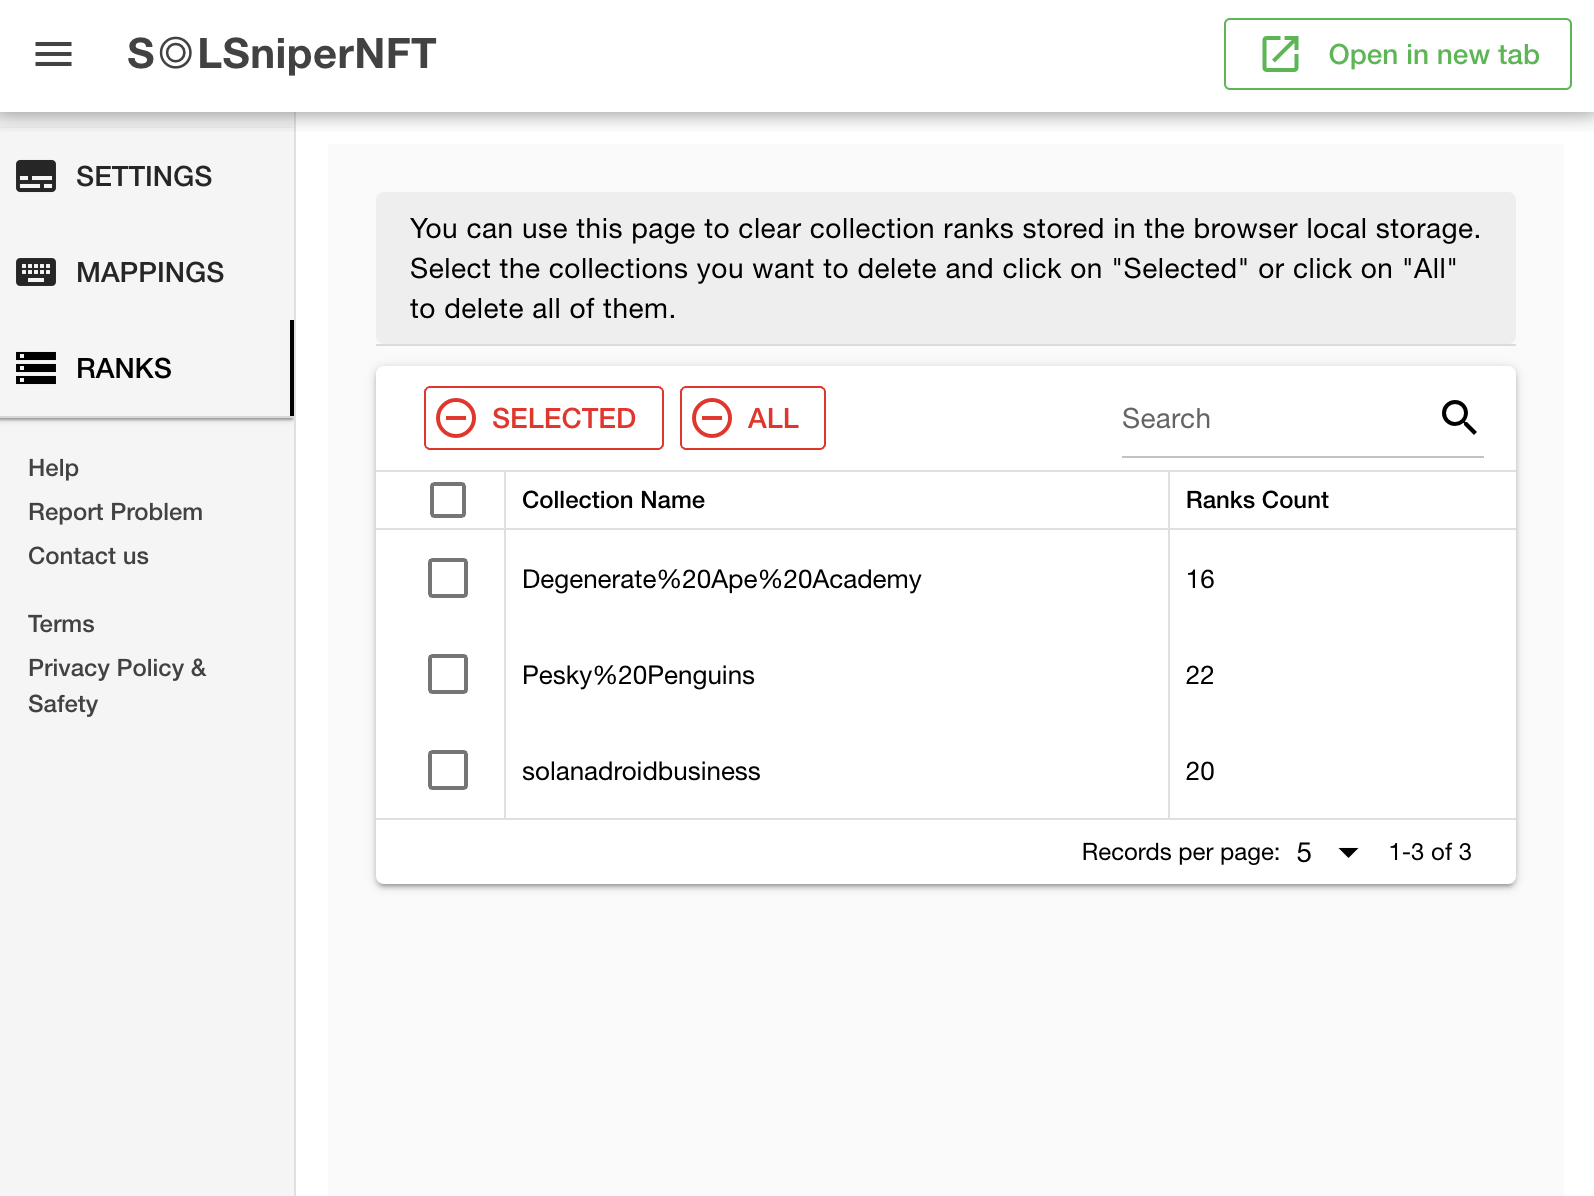 S◎LSniperNFT
Open in new tab
SETTINGS
MAPPINGS
RANKS
Help
Report Problem
Contact us
Terms
Privacy Policy &
Safety
You can use this page to clear collection ranks stored in the browser local storage.
Select the collections you want to delete and click on "Selected" or click on "All"
to delete all of them.
SELECTED ALL Search
Collection Name Ranks Count
Degenerate%20Ape%20Academy 16
Pesky%20Penguins 22
solanadroidbusiness 20
Records per page: 5 1-3 of 3